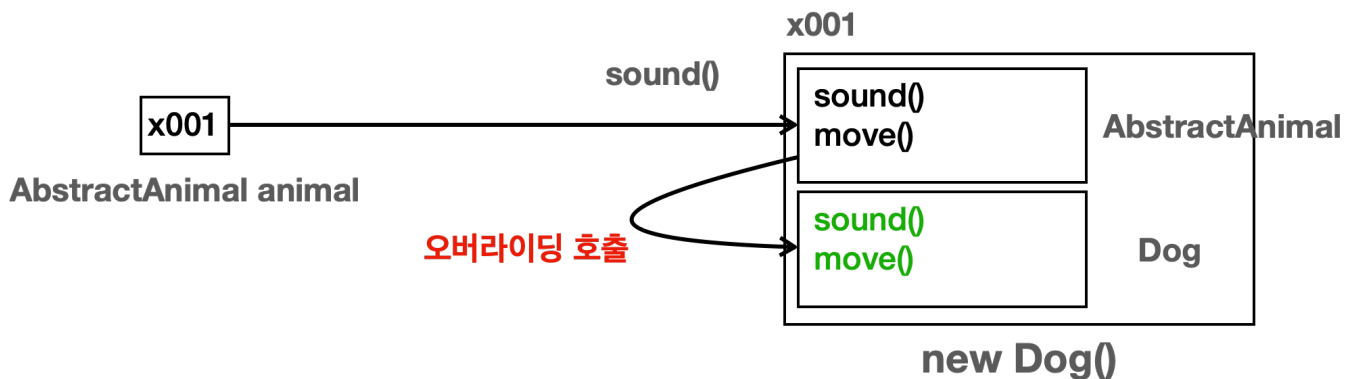 x001
sound()
x001
sound()
move()
AbstractAnimal
AbstractAnimal animal
오버라이딩 호출
sound()
move()
Dog
new Dog()